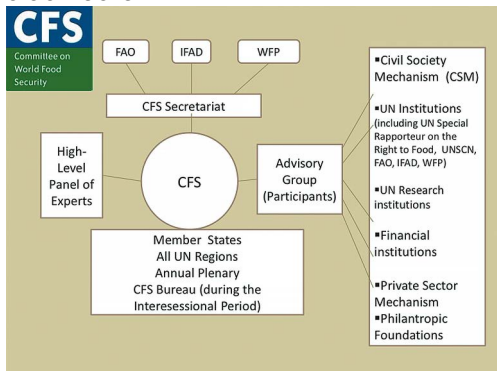 CFS
Committee on
World Food
Security
FAO
IFAD
WFP
CFS Secretariat
High-
Level
Panel of
Experts
CFS
Advisory
Group
(Participants)
Member States
All UN Regions
Annual Plenary
CFS Bureau (during the
Interesessional Period)
▪Civil Society
Mechanism (CSM)
▪UN Institutions
(including UN Special
Rapporteur on the
Right to Food, UNSCN,
FAO, IFAD, WFP)
▪UN Research
institutions
▪Financial
institutions
▪Private Sector
Mechanism
▪Philantropic
Foundations